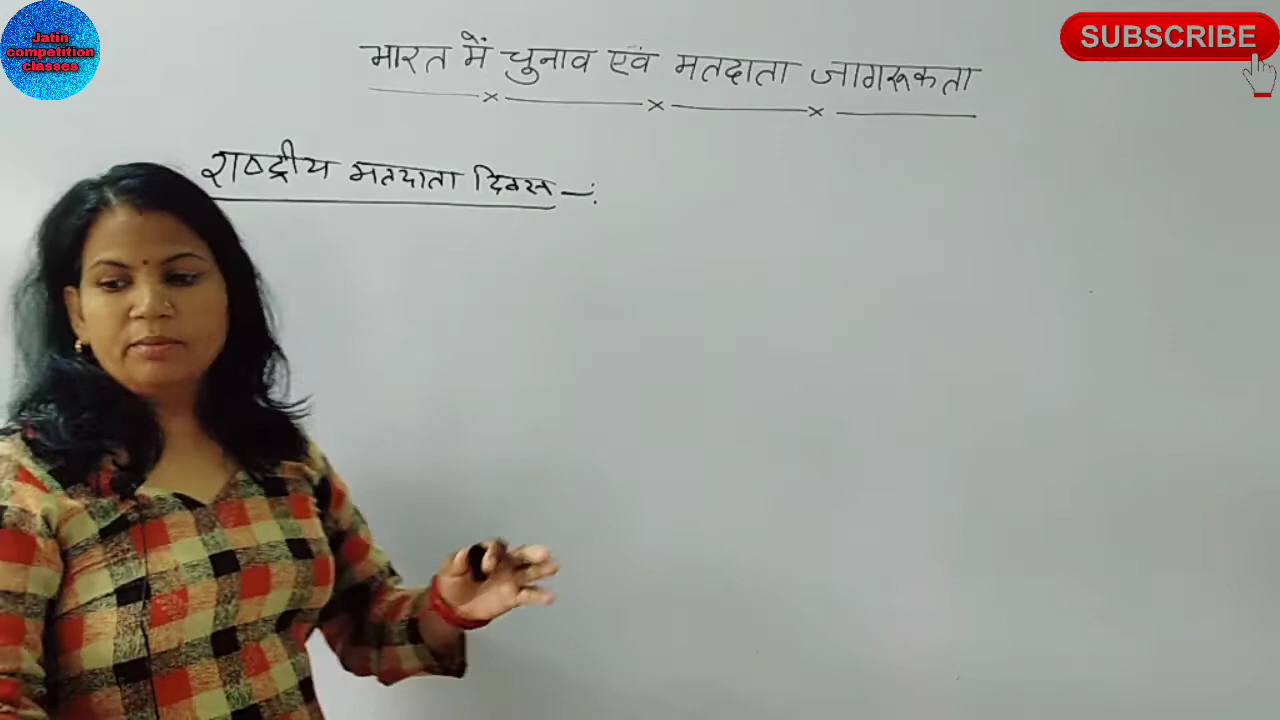 Jatin
competition
classes
SUBSCRIBE
भारत में चुनाव एवं मतदाता जागरूकता
राष्ट्रीय मतदाता दिवस –: